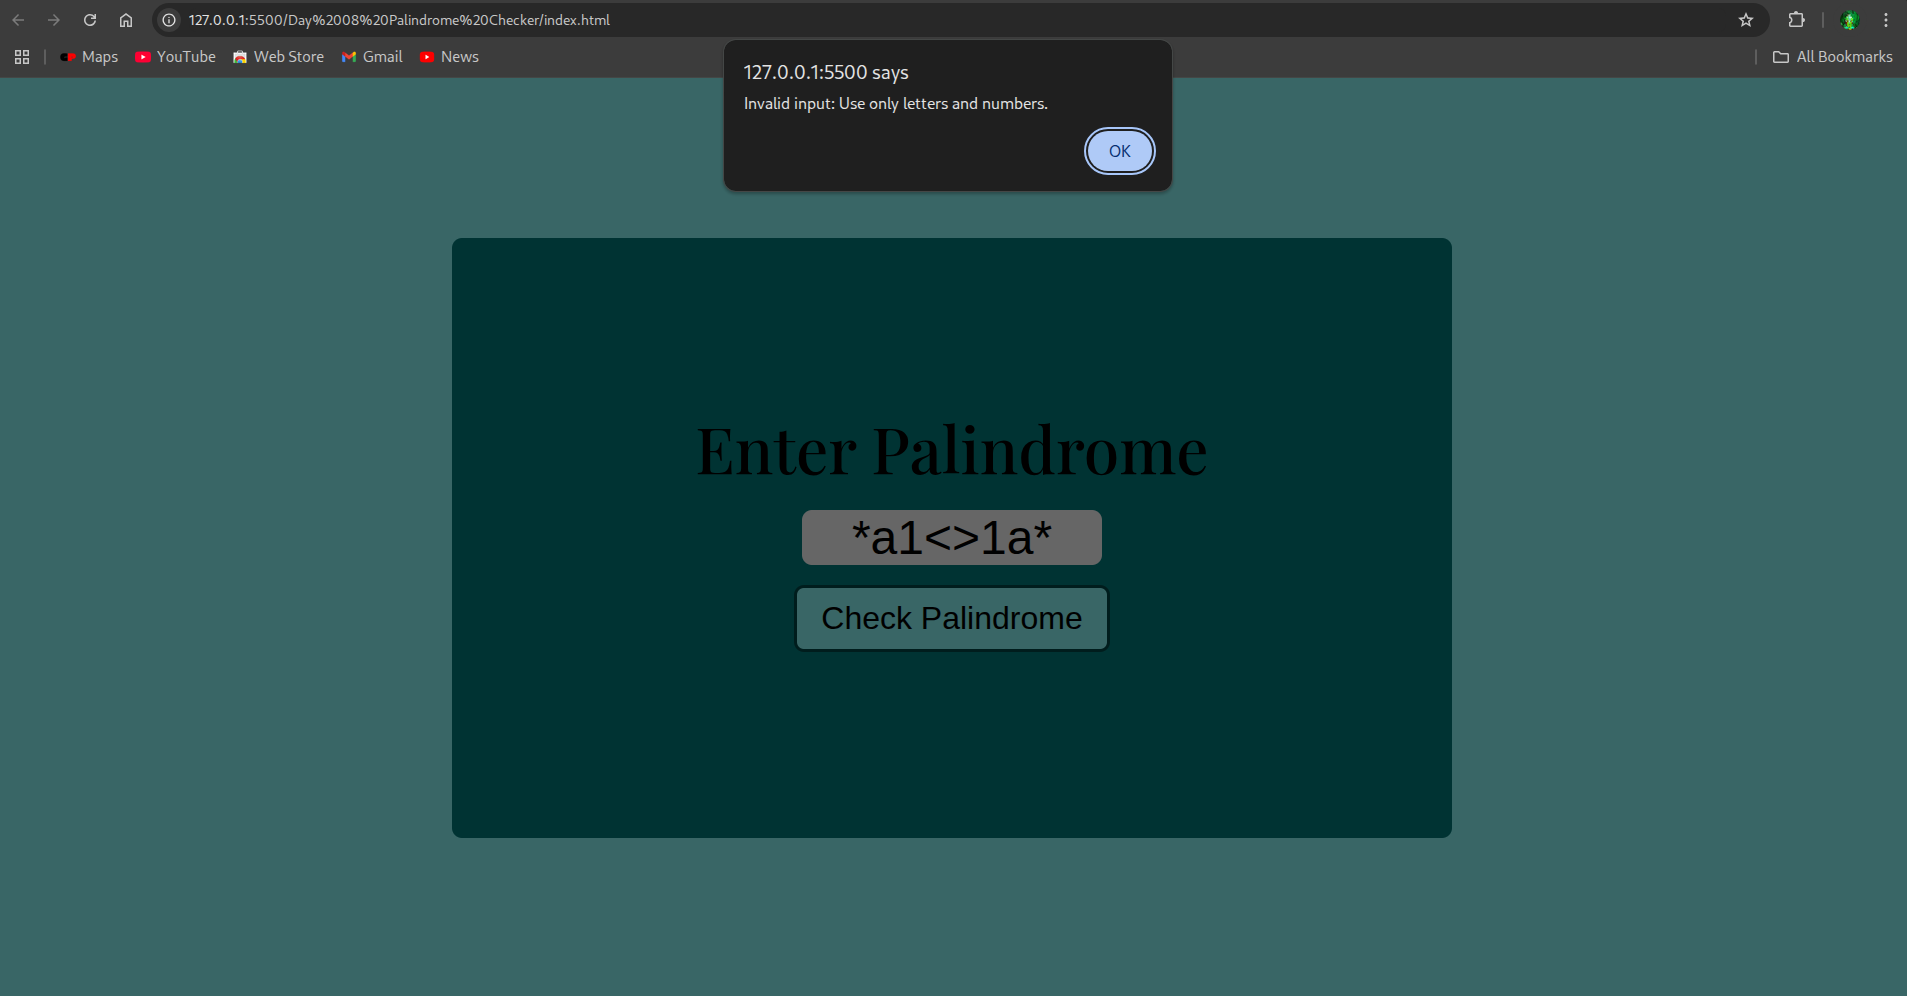 127.0.0.1:5500/Day%2008%20Palindrome%20Checker/index.html
Maps YouTube Web Store Gmail News All Bookmarks
127.0.0.1:5500 says
Invalid input: Use only letters and numbers.
OK
Enter Palindrome
*a1<>1a*
Check Palindrome